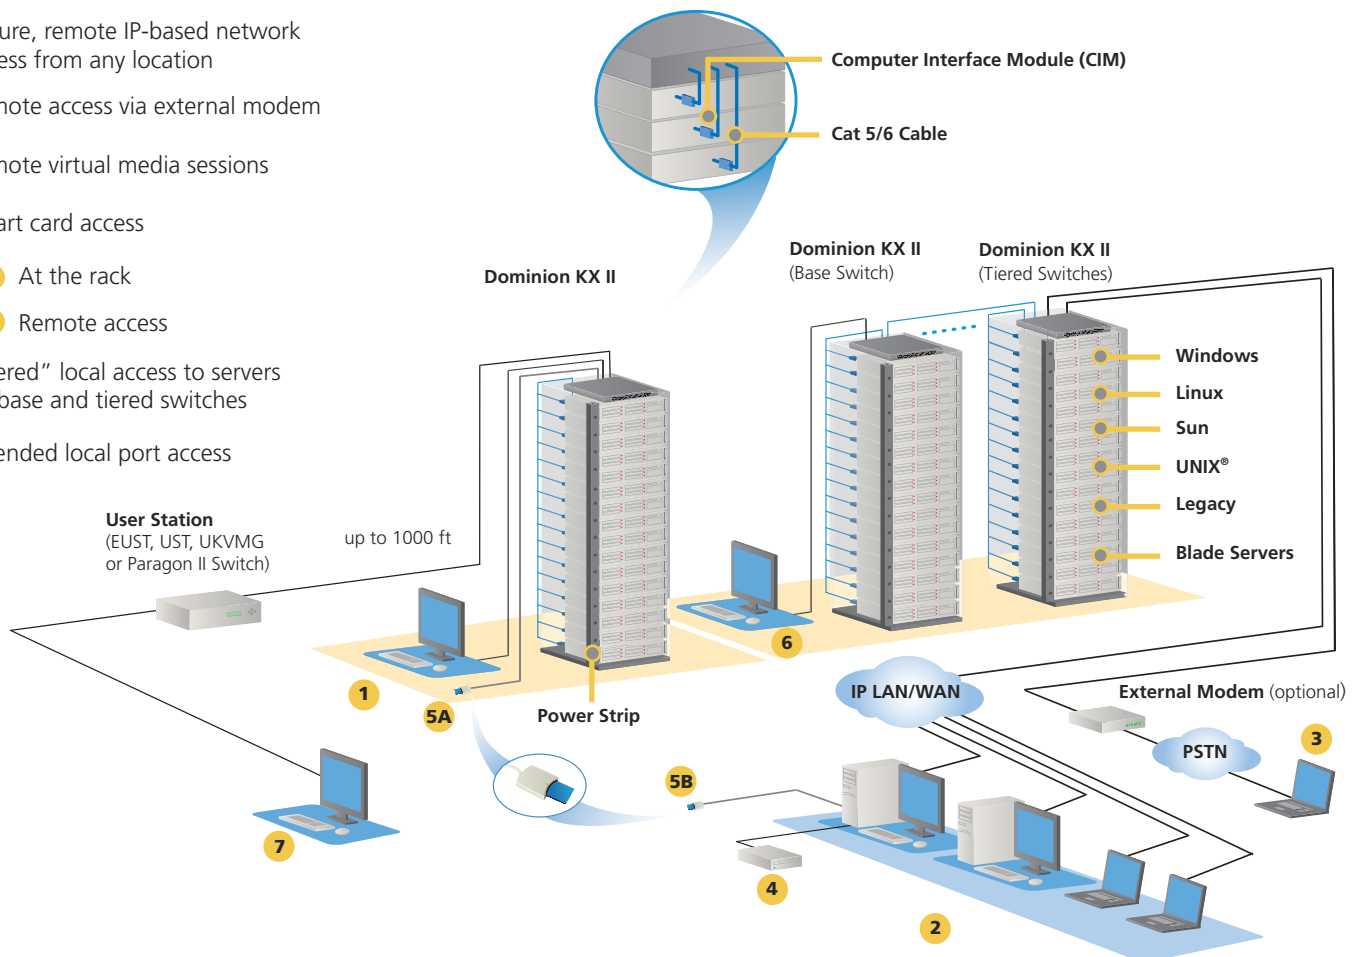 ure, remote IP-based network
ess from any location
mote access via external modem
mote virtual media sessions
art card access
At the rack
Remote access
ered” local access to servers
base and tiered switches
ended local port access
Computer Interface Module (CIM)
Cat 5/6 Cable
Dominion KX II
Dominion KX II
(Base Switch)
Dominion KX II
(Tiered Switches)
Windows
Linux
Sun
UNIX®
Legacy
Blade Servers
User Station
(EUST, UST, UKVMG
or Paragon II Switch)
up to 1000 ft
1
5A
Power Strip
6
IP LAN/WAN
External Modem (optional)
PSTN
3
5B
7
4
2